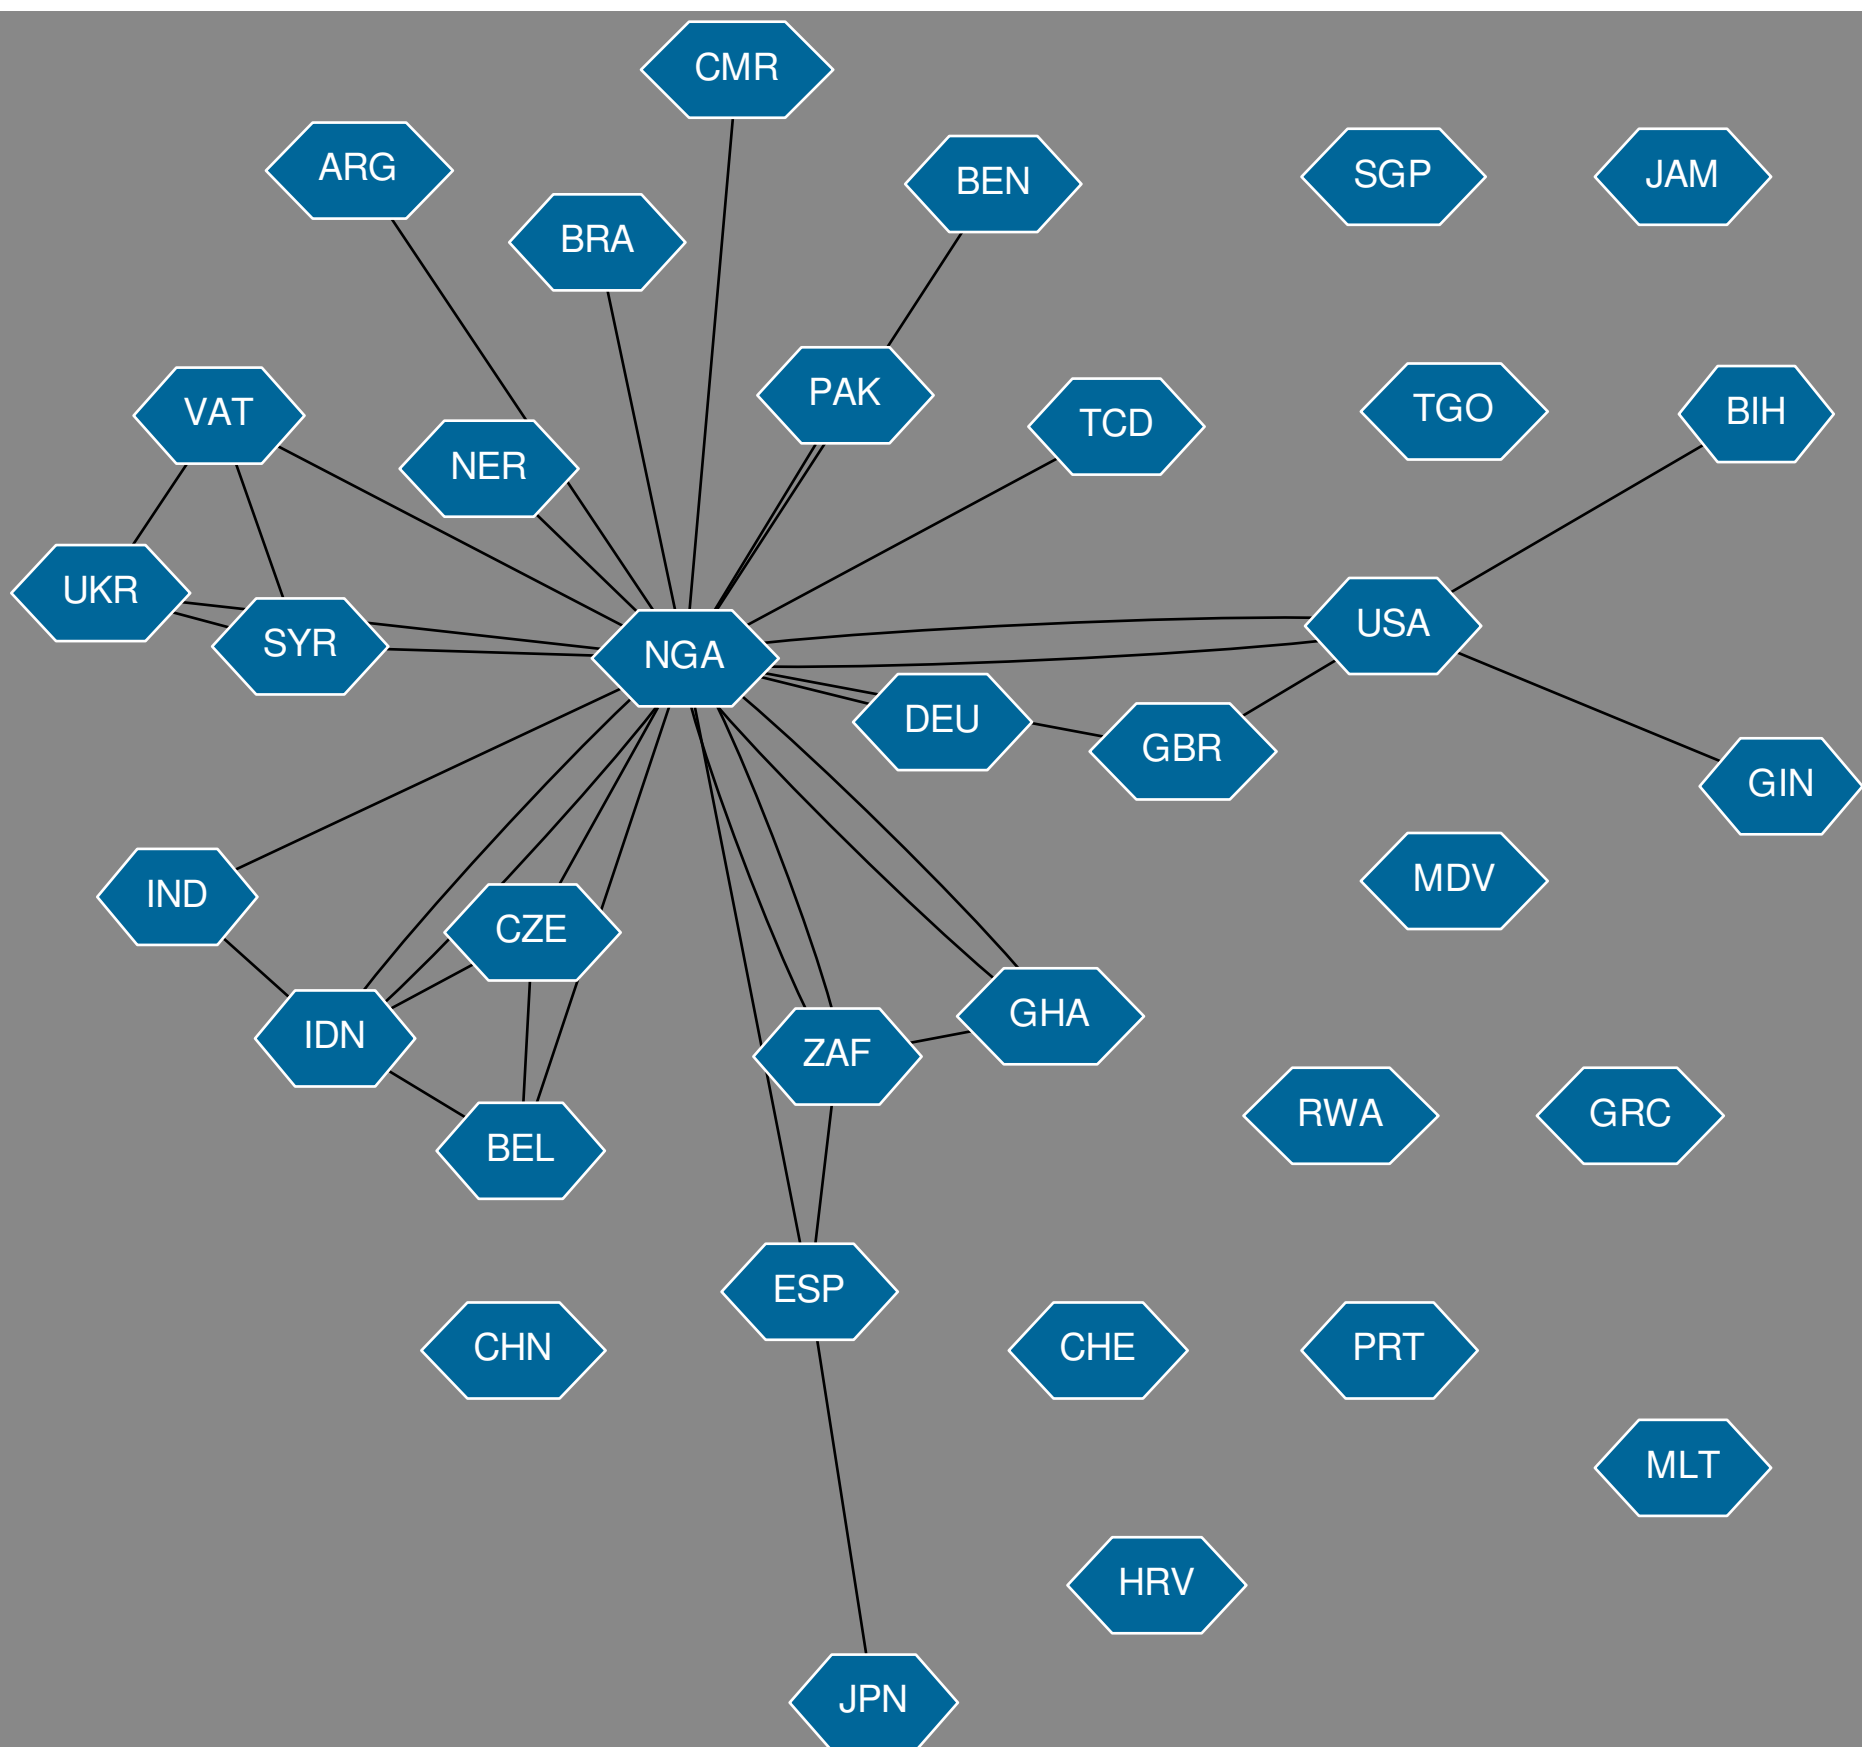 CMR
ARG
BEN
SGP
JAM
BRA
PAK
TCD
TGO
BIH
VAT
NER
UKR
SYR
NGA
USA
DEU
GBR
GIN
IND
CZE
MDV
IDN
ZAF
GHA
BEL
RWA
GRC
ESP
CHN
CHE
PRT
MLT
HRV
JPN